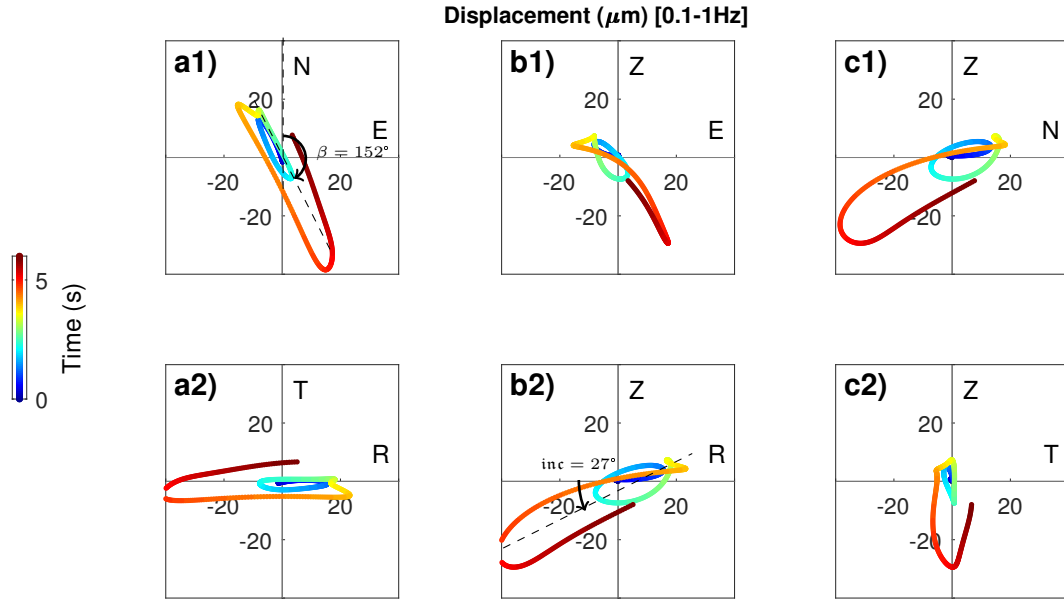 Displacement (μm) [0.1-1Hz]
a1) N b1) Z c1) Z
20 20 20
E E N
β = 152°
-20 20 -20 20 -20 20
-20 -20 -20
5
0
Time (s)
a2) T b2) Z c2) Z
20 20 20
R inc = 27° R T
-20 20 -20 20 -20 20
-20 -20 -20